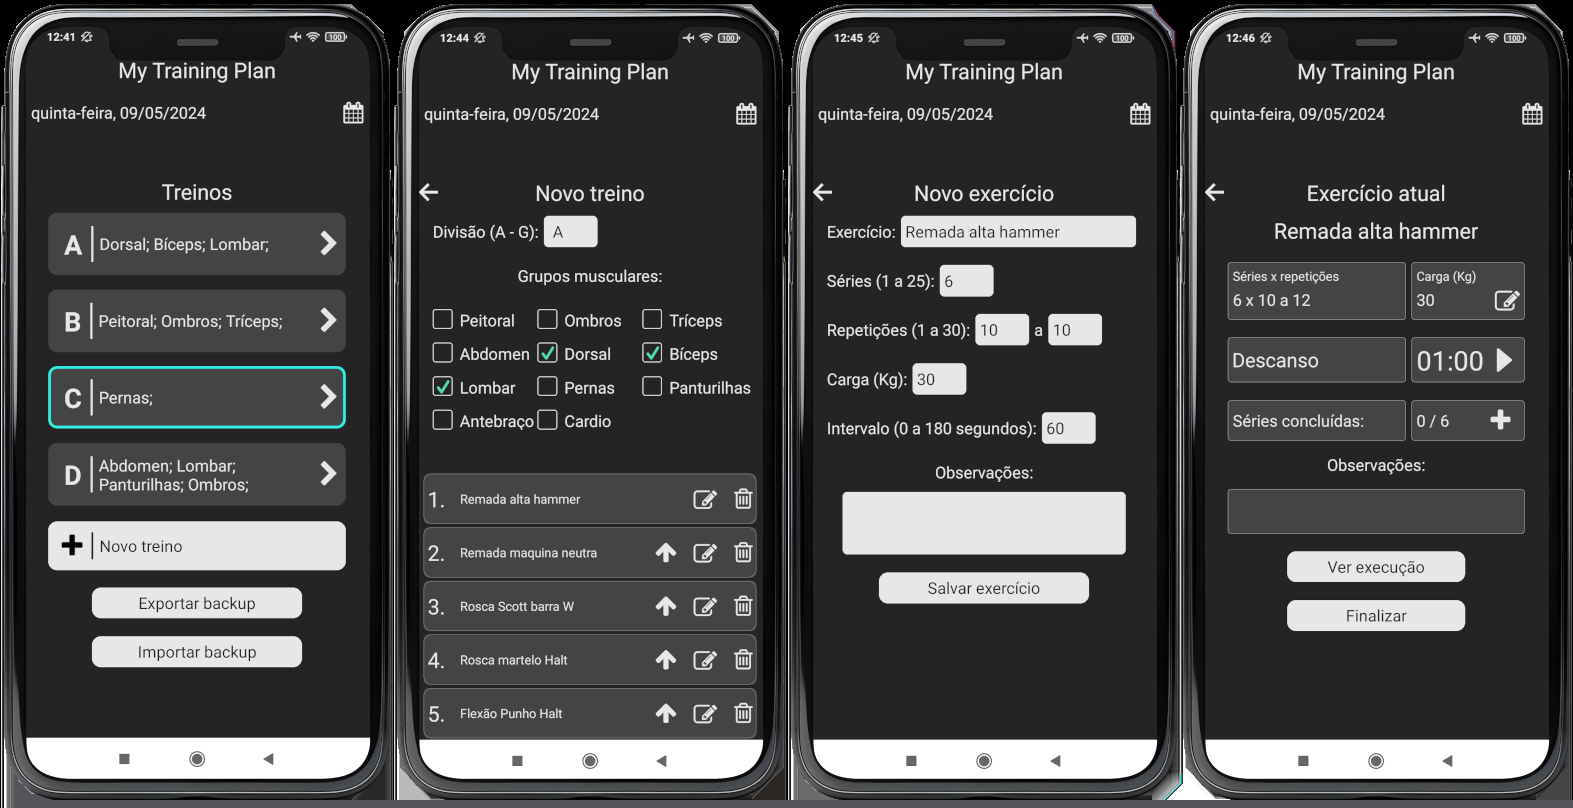 12:41
100
My Training Plan
quinta-feira, 09/05/2024
Treinos
A Dorsal; Bíceps; Lombar;
B Peitoral; Ombros; Tríceps;
C Pernas;
D Abdomen; Lombar;
Panturilhas; Ombros;
Novo treino
Exportar backup
Importar backup
12:44
100
My Training Plan
quinta-feira, 09/05/2024
Novo treino
Divisão (A - G): A
Grupos musculares:
Peitoral Ombros Tríceps
Abdomen Dorsal Bíceps
Lombar Pernas Panturilhas
Antebraço Cardio
1. Remada alta hammer
2. Remada maquina neutra
3. Rosca Scott barra W
4. Rosca martelo Halt
5. Flexão Punho Halt
12:45
100
My Training Plan
quinta-feira, 09/05/2024
Novo exercício
Exercício: Remada alta hammer
Séries (1 a 25): 6
Repetições (1 a 30): 10 a 10
Carga (Kg): 30
Intervalo (0 a 180 segundos): 60
Observações:
Salvar exercício
12:46
100
My Training Plan
quinta-feira, 09/05/2024
Exercício atual
Remada alta hammer
Séries x repetições Carga (Kg)
6 x 10 a 12 30
Descanso 01:00
Séries concluídas: 0 / 6
Observações:
Ver execução
Finalizar